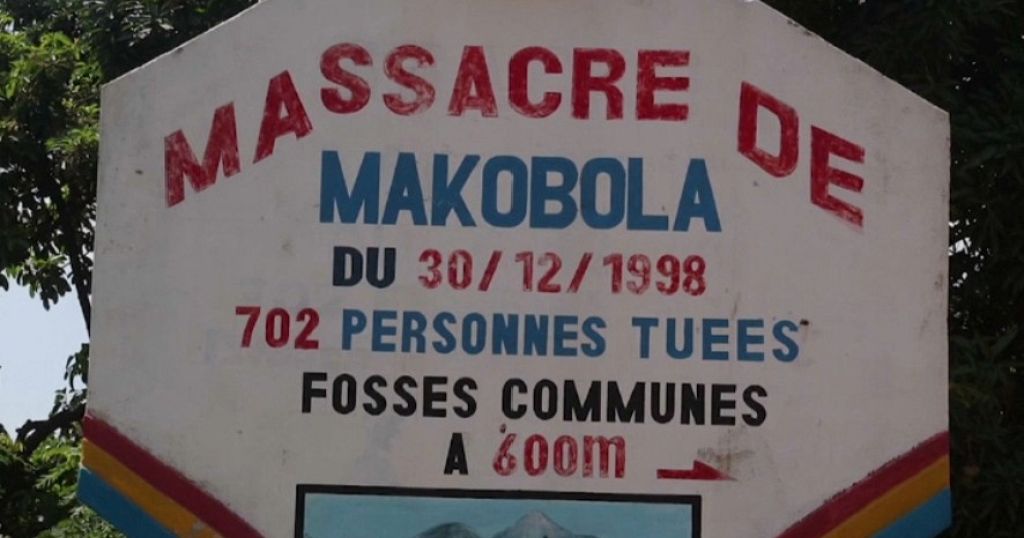 MASSACRE DE
MAKOBOLA
DU 30/12/1998
702 PERSONNES TUEES
FOSSES COMMUNES
A 600m